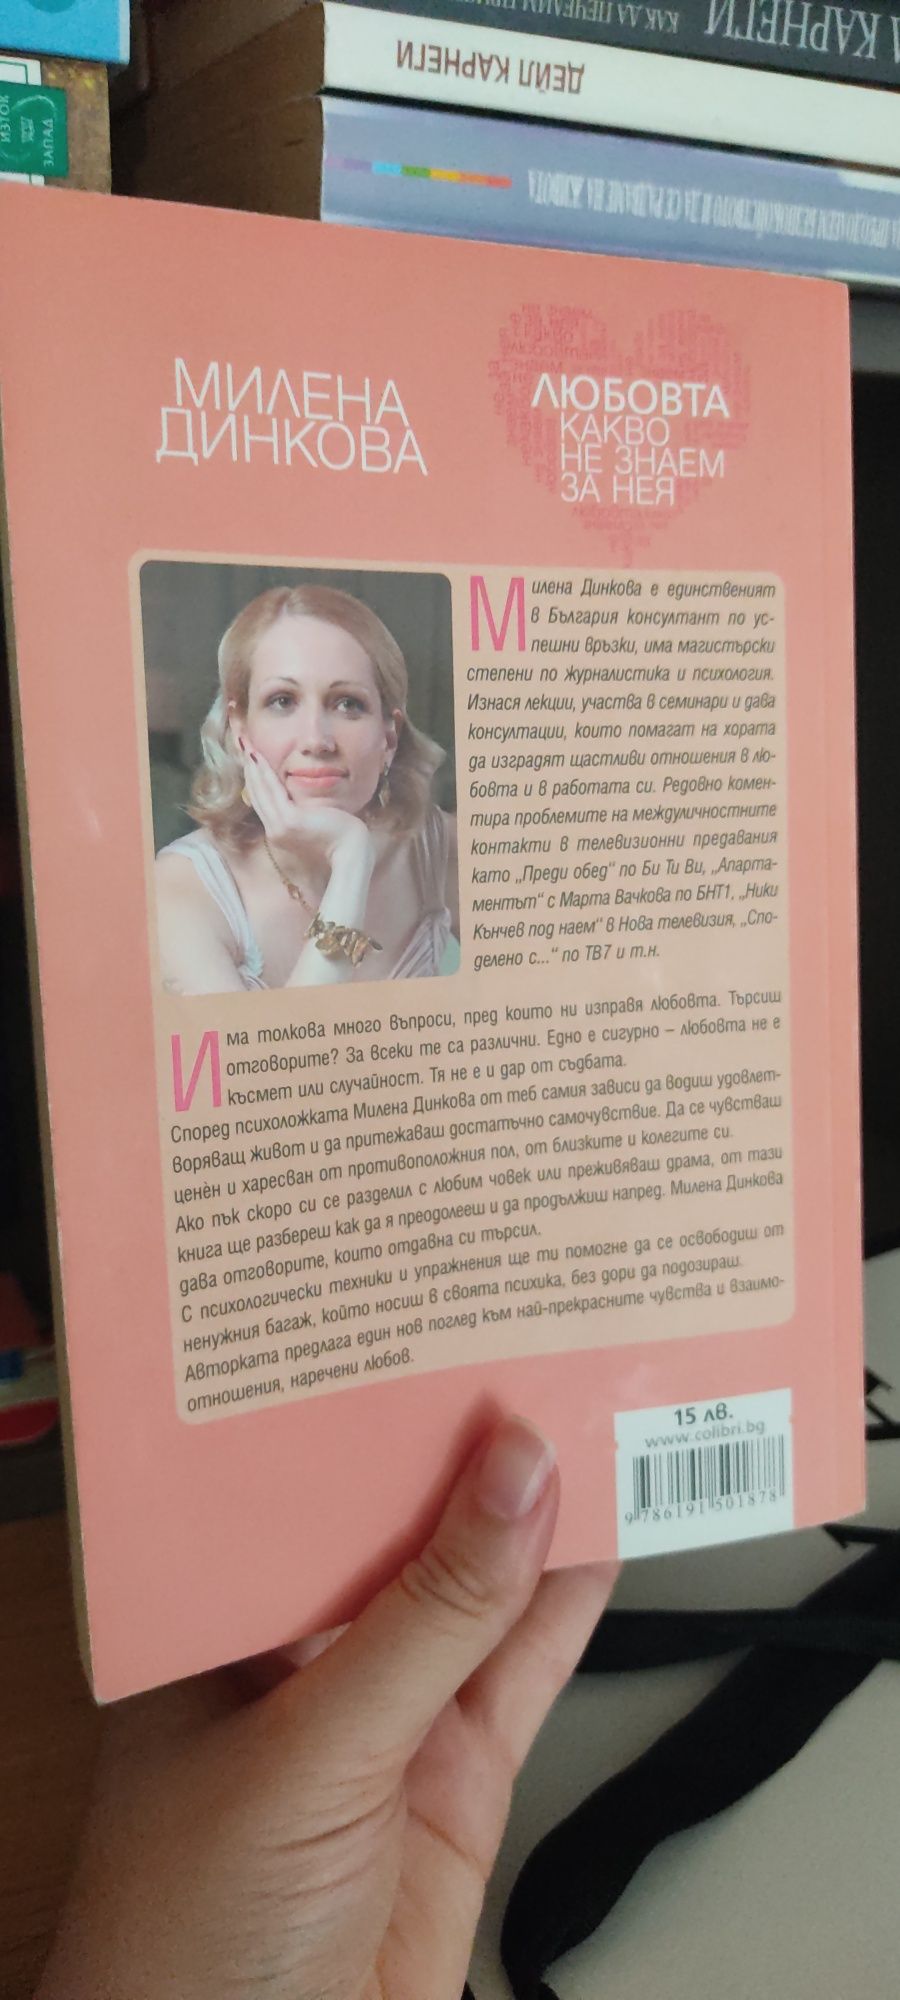 КАРНЕГИ
ДЕЙЛ КАРНЕГИ
ИЗТОК
ЗАПАД
МИЛЕНА
ДИНКОВА
ЛЮБОВТА
КАКВО
НЕ ЗНАЕМ
ЗА НЕЯ
Милена Динкова е единственият
в България консултант по ус-
пешни връзки, има магистърски
степени по журналистика и психология.
Изнася лекции, участва в семинари и дава
консултации, които помагат на хората
да изградят щастливи отношения в лю-
бовта и в работата си. Редовно комен-
тира проблемите на междуличностните
контакти в телевизионни предавания
като „Преди обед“ по Би Ти Ви, „Апарта-
ментът“ с Марта Вачкова по БНТ1, „Ники
Кънчев под наем“ в Нова телевизия, „Спо-
делено с...“ по ТВ7 и т.н.
Има толкова много въпроси, пред които ни изправя любовта. Търсиш
отговорите? За всеки те са различни. Едно е сигурно – любовта не е
късмет или случайност. Тя не е и дар от съдбата.
Според психоложката Милена Динкова от теб самия зависи да водиш удовлет-
воряващ живот и да притежаваш достатъчно самочувствие. Да се чувстваш
ценѐн и харесван от противоположния пол, от близките и колегите си.
Ако пък скоро си се разделил с любим човек или преживяваш драма, от тази
книга ще разбереш как да я преодолееш и да продължиш напред. Милена Динкова
дава отговорите, които отдавна си търсил.
С психологически техники и упражнения ще ти помогне да се освободиш от
ненужния багаж, който носиш в своята психика, без дори да подозираш.
Авторката предлага един нов поглед към най-прекрасните чувства и взаимо-
отношения, наречени любов.
15 лв.
www.colibri.bg
9 786191 501878